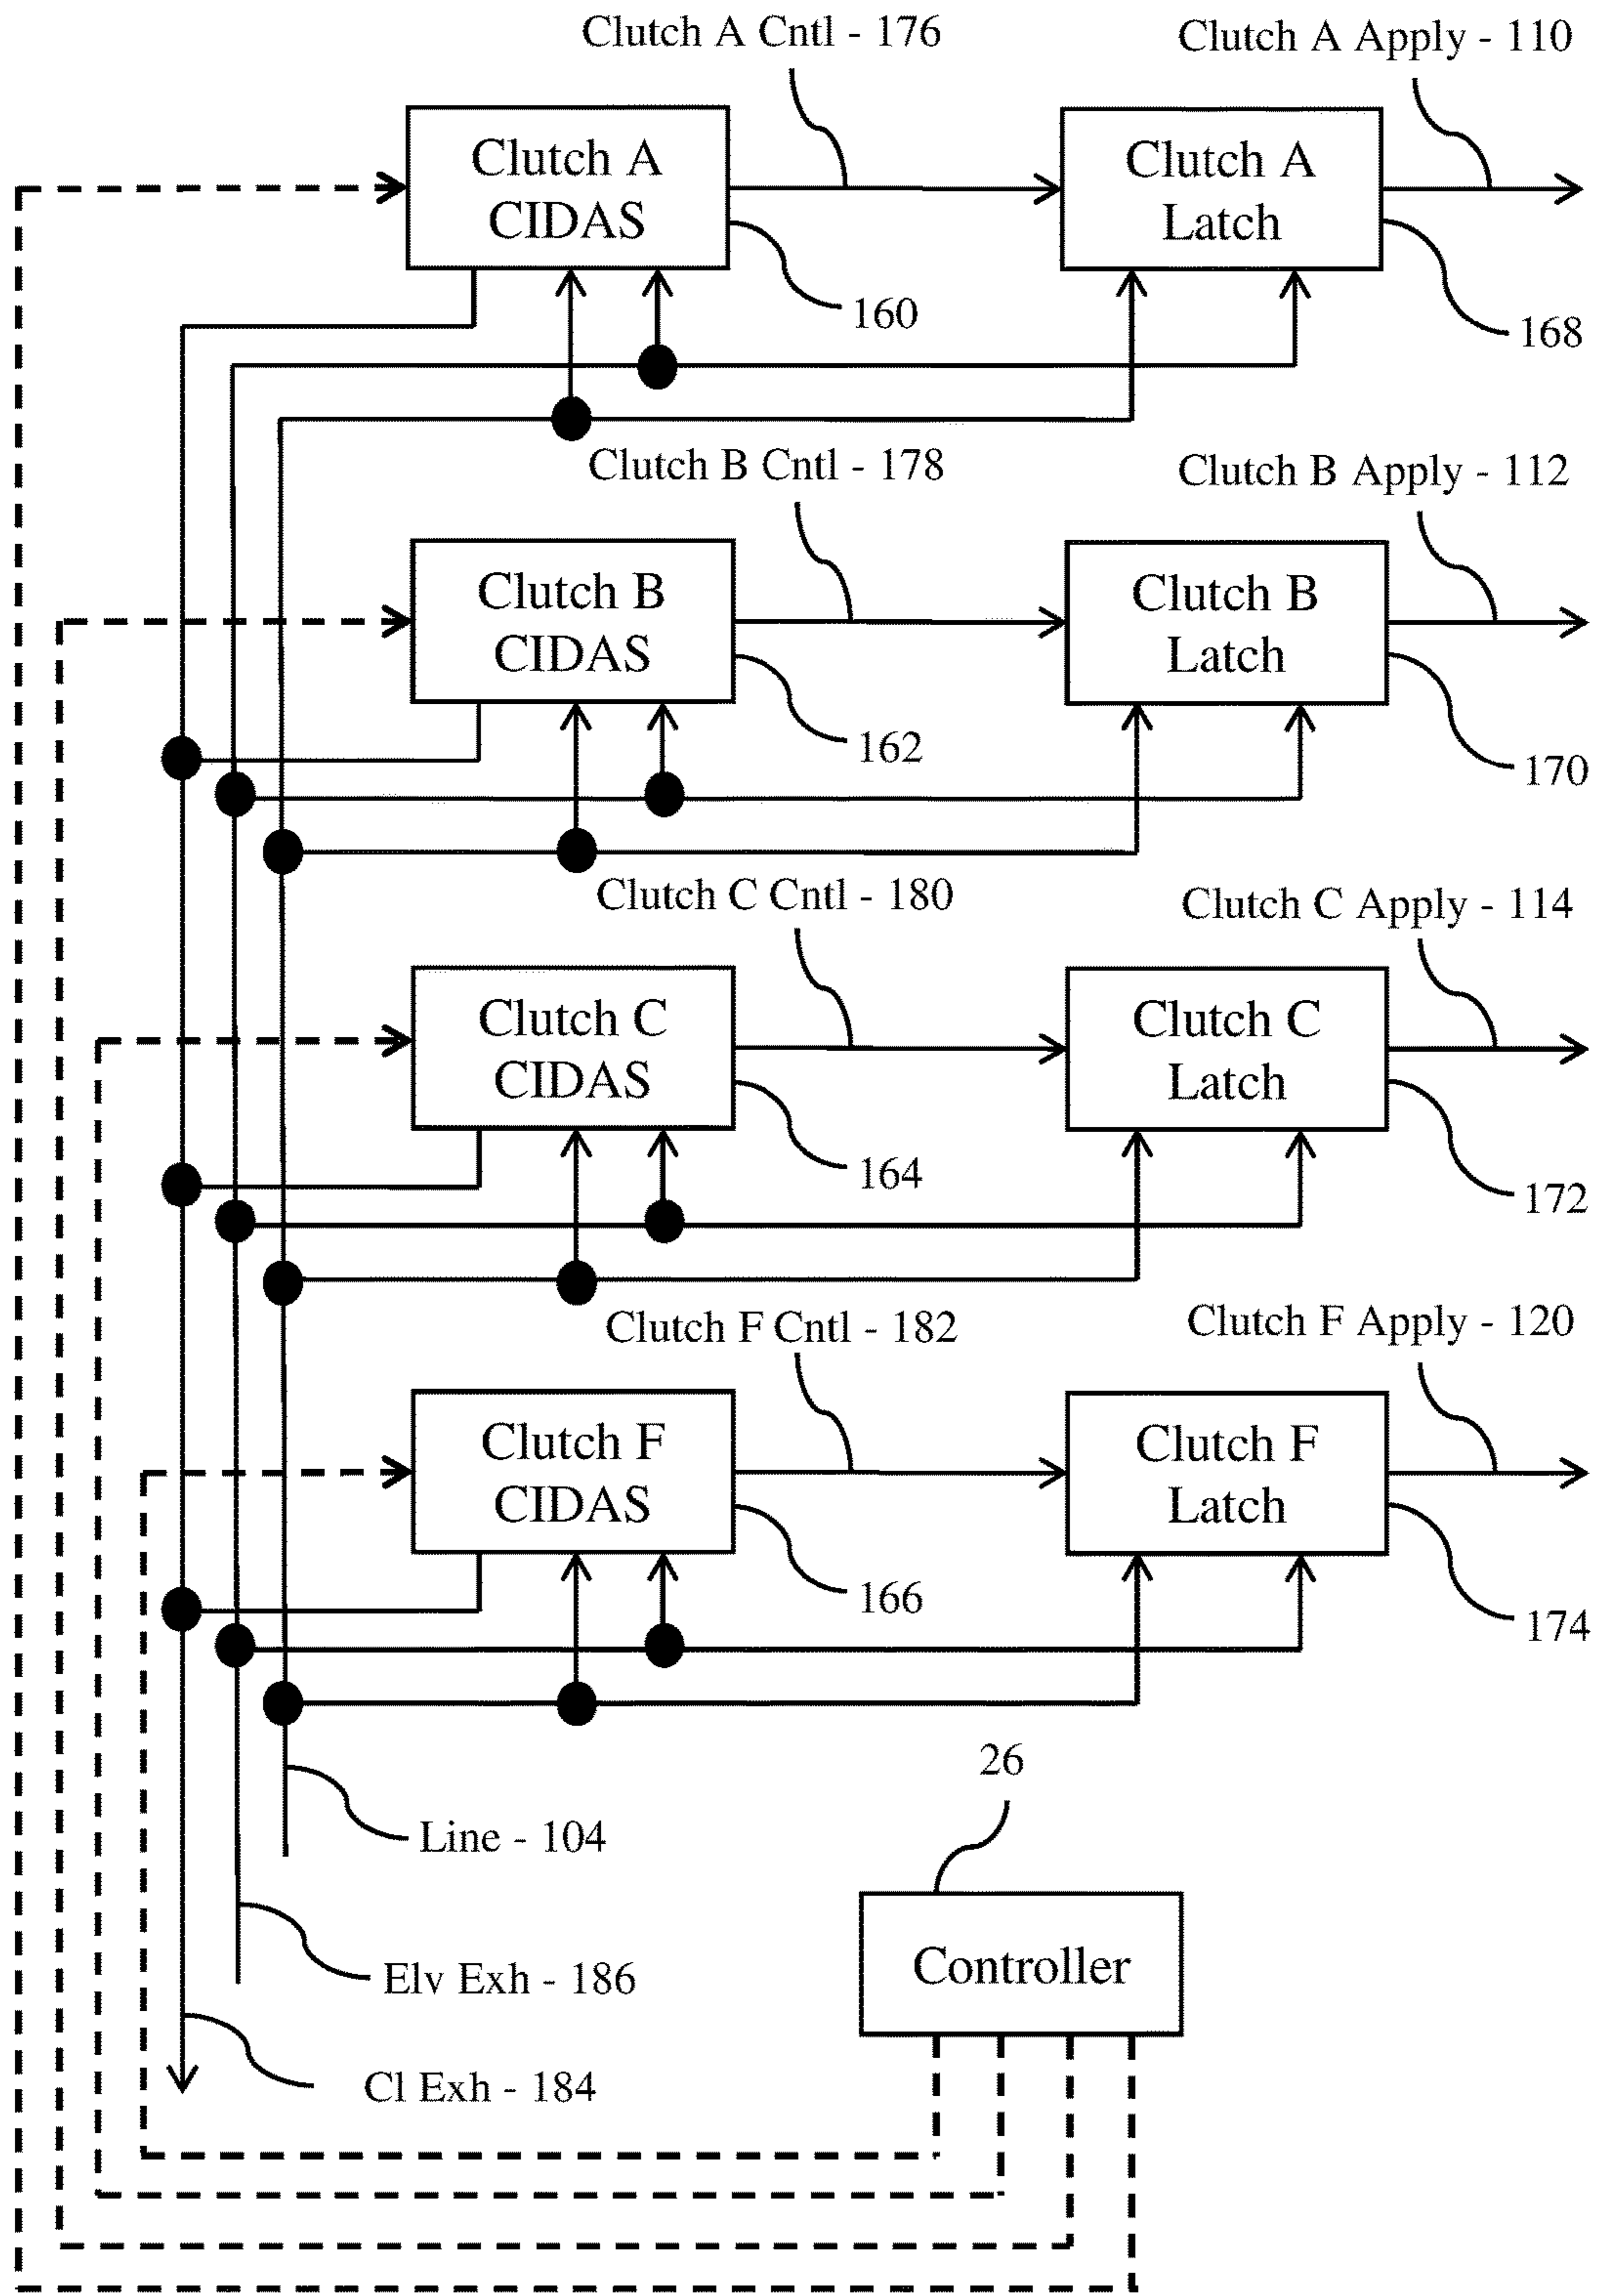 Clutch A Cntl - 176
Clutch A Apply - 110
Clutch A
CIDAS
Clutch A
Latch
160
168
Clutch B Cntl - 178
Clutch B Apply - 112
Clutch B
CIDAS
Clutch B
Latch
162
170
Clutch C Cntl - 180
Clutch C Apply - 114
Clutch C
CIDAS
Clutch C
Latch
164
172
Clutch F Cntl - 182
Clutch F Apply - 120
Clutch F
CIDAS
Clutch F
Latch
166
174
26
Line - 104
Controller
Elv Exh - 186
Cl Exh - 184